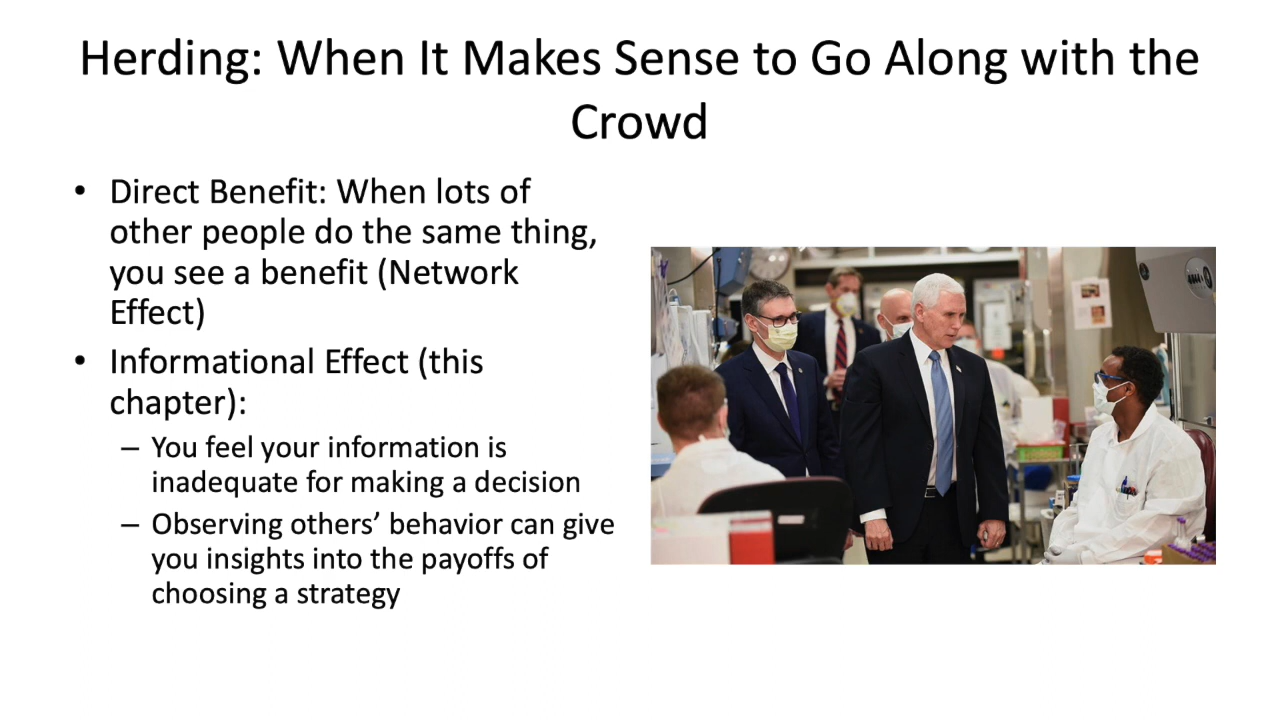 Herding: When It Makes Sense to Go Along with the
Crowd
• Direct Benefit: When lots of
other people do the same thing,
you see a benefit (Network
Effect)
• Informational Effect (this
chapter):
– You feel your information is
inadequate for making a decision
– Observing others’ behavior can give
you insights into the payoffs of
choosing a strategy